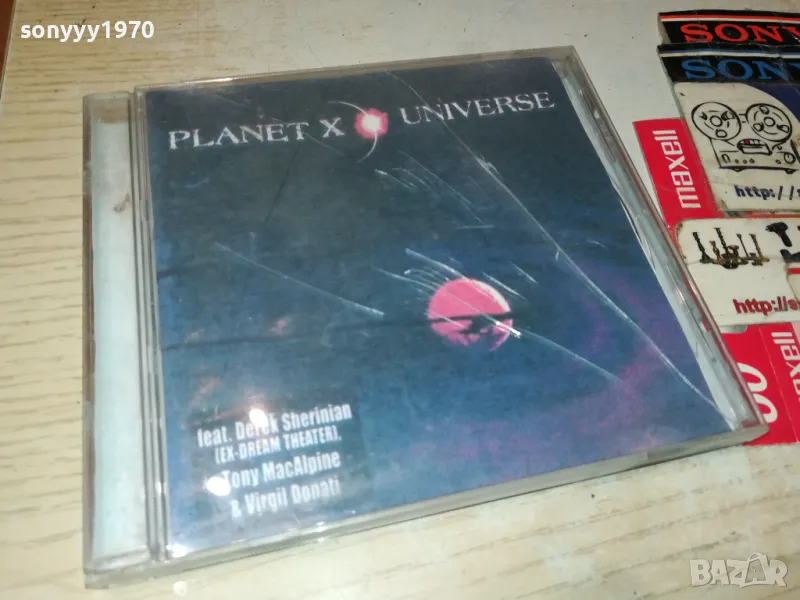 sonyyy1970
PLANET X UNIVERSE
feat. Derek Sherinian
(EX-DREAM THEATER),
Tony MacAlpine
& Virgil Donati
SONY
SONY
maxell
http://s
http://s
maxell
BAZAR